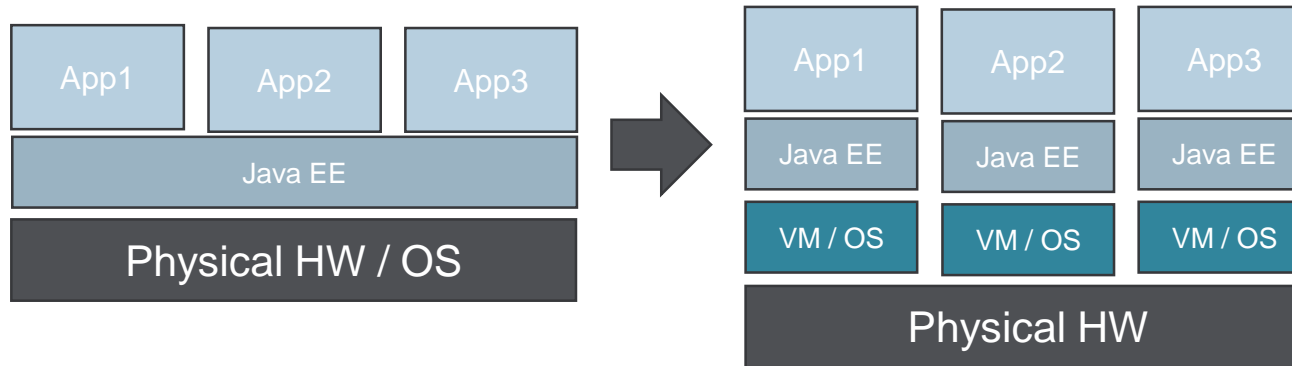 App1
App2
App3
Java EE
Physical HW / OS
App1
App2
App3
Java EE
Java EE
Java EE
VM / OS
VM / OS
VM / OS
Physical HW